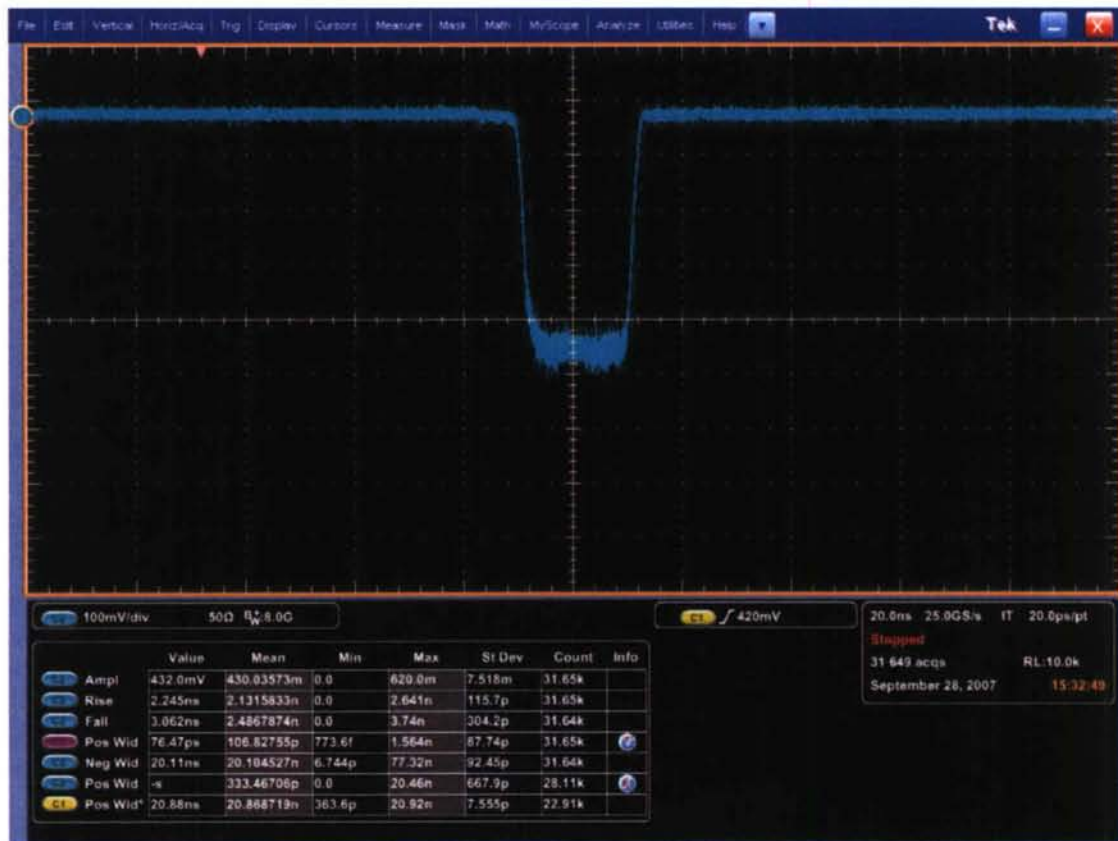 File Edit Vertical Horiz/Acq Trig Display Cursors Measure Mask Math MyScope Analyze Utilities Help Tek X
100mV/div 50Ω 8.0G
C1 420mV
20.0ns 25.0GS/s IT 20.0ps/pt
Stopped
31 649 acqs RL:10.0k
September 28, 2007 15:32:49
Value Mean Min Max St Dev Count Info
Ampl 432.0mV 430.03573m 0.0 620.0m 7.518m 31.65k
Rise 2.245ns 2.1315833n 0.0 2.641n 115.7p 31.65k
Fall 3.062ns 2.4867874n 0.0 3.74n 304.2p 31.64k
Pos Wid 76.47ps 106.82755p 773.6f 1.564n 67.74p 31.65k
Neg Wid 20.11ns 20.104527n 6.744p 77.32n 92.45p 31.64k
Pos Wid -s 333.46706p 0.0 20.46n 667.9p 28.11k
C1 Pos Wid* 20.88ns 20.868719n 363.6p 20.92n 7.555p 22.91k